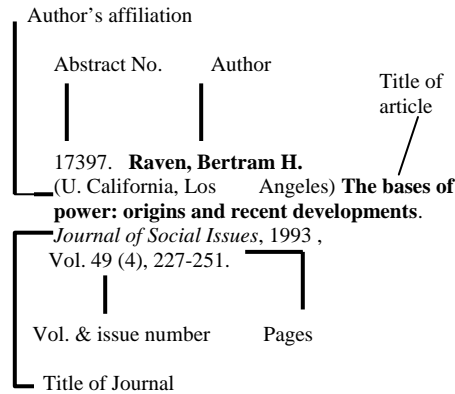 Author's affiliation
Abstract No. Author
Title of
article
17397. Raven, Bertram H.
(U. California, Los Angeles) The bases of
power: origins and recent developments.
Journal of Social Issues, 1993 ,
Vol. 49 (4), 227-251.
Vol. & issue number Pages
Title of Journal